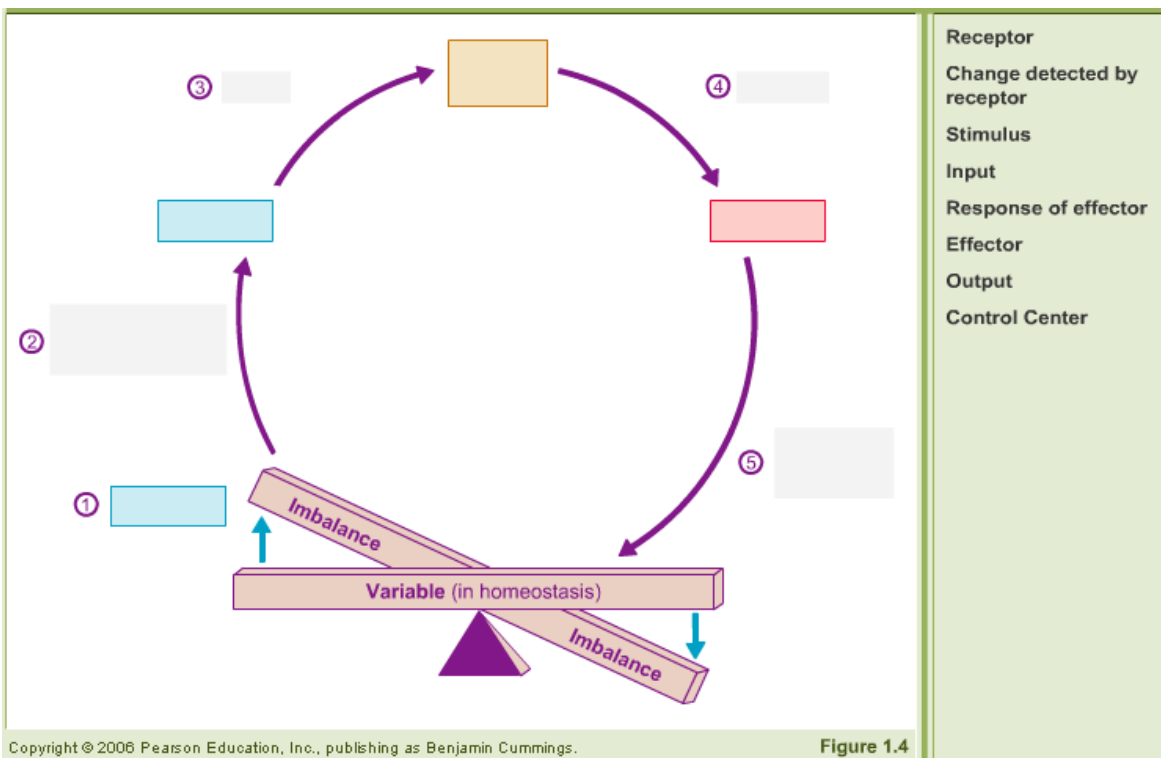 ③
④
②
⑤
①
Imbalance
Variable (in homeostasis)
Imbalance
Copyright © 2006 Pearson Education, Inc., publishing as Benjamin Cummings.
Figure 1.4
Receptor
Change detected by
receptor
Stimulus
Input
Response of effector
Effector
Output
Control Center